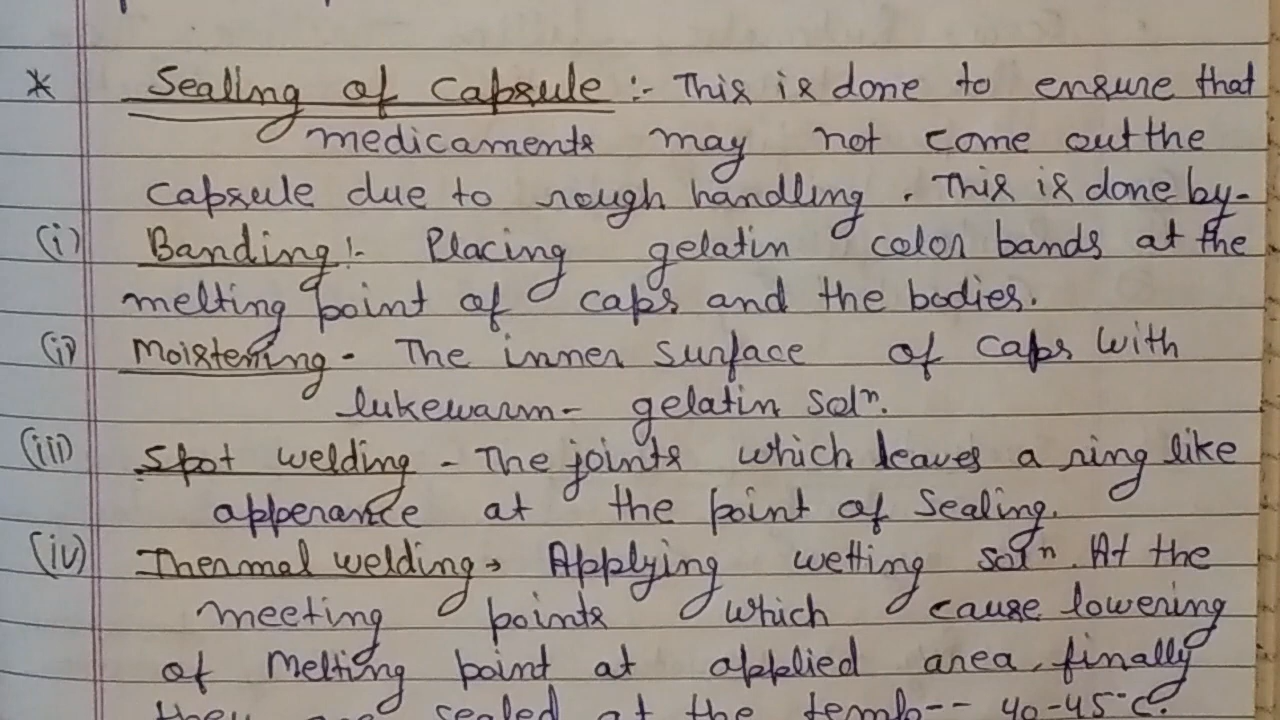 * Sealing of Capsule :- This is done to ensure that
medicaments may not come out the
capsule due to rough handling. This is done by-
(i) Banding :- Placing gelatin color bands at the
melting point of caps and the bodies.
(ii) Moistening - The inner surface of caps with
lukewarm - gelatin solⁿ.
(iii) Spot welding - The joints which leaves a ring like
apperance at the point of sealing.
(iv) Thermal welding → Applying wetting solⁿ. At the
meeting points which cause lowering
of Melting point at applied area, finally
they are sealed at the temp -- 40-45°C.